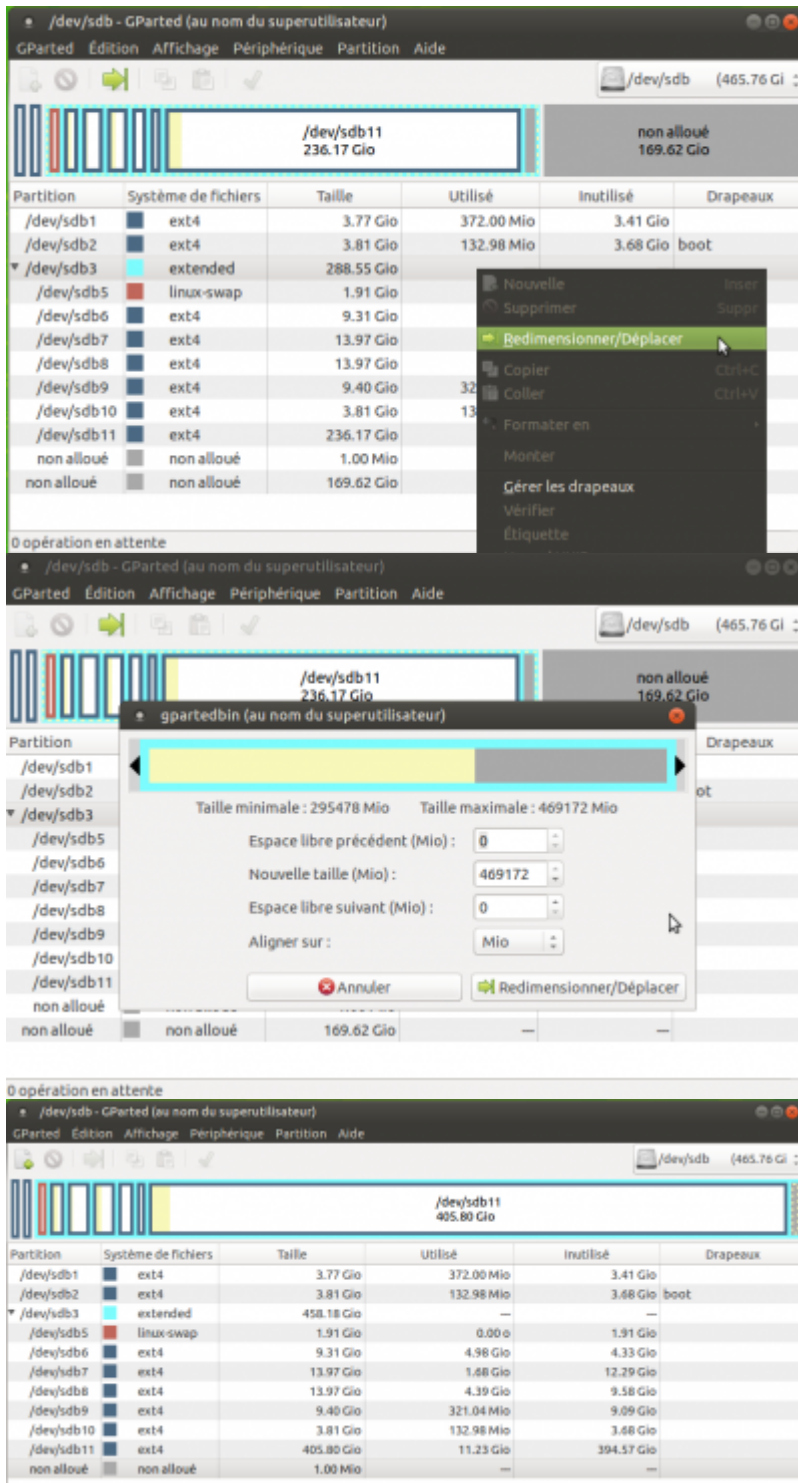 /dev/sdb - GParted (au nom du superutilisateur)
GParted Édition Affichage Périphérique Partition Aide
/dev/sdb (465.76 Gi
/dev/sdb11 non alloué
236.17 Gio 169.62 Gio
Partition Système de fichiers Taille Utilisé Inutilisé Drapeaux
/dev/sdb1 ext4 3.77 Gio 372.00 Mio 3.41 Gio
/dev/sdb2 ext4 3.81 Gio 132.98 Mio 3.68 Gio boot
/dev/sdb3 extended 288.55 Gio
/dev/sdb5 linux-swap 1.91 Gio
/dev/sdb6 ext4 9.31 Gio
/dev/sdb7 ext4 13.97 Gio
/dev/sdb8 ext4 13.97 Gio
/dev/sdb9 ext4 9.40 Gio 32
/dev/sdb10 ext4 3.81 Gio 13
/dev/sdb11 ext4 236.17 Gio
non alloué non alloué 1.00 Mio
non alloué non alloué 169.62 Gio
Nouvelle Inser
Supprimer Suppr
Redimensionner/Déplacer
Copier Ctrl+C
Coller Ctrl+V
Formater en
Monter
Gérer les drapeaux
Vérifier
Étiquette
0 opération en attente
/dev/sdb - GParted (au nom du superutilisateur)
GParted Édition Affichage Périphérique Partition Aide
/dev/sdb (465.76 Gi
/dev/sdb11 non alloué
236.17 Gio 169.62 Gio
Partition Drapeaux
/dev/sdb1
/dev/sdb2 ot
/dev/sdb3
/dev/sdb5
/dev/sdb6
/dev/sdb7
/dev/sdb8
/dev/sdb9
/dev/sdb10
/dev/sdb11
non alloué
non alloué non alloué 169.62 Gio — —
gpartedbin (au nom du superutilisateur)
Taille minimale : 295478 Mio Taille maximale : 469172 Mio
Espace libre précédent (Mio) : 0
Nouvelle taille (Mio) : 469172
Espace libre suivant (Mio) : 0
Aligner sur : Mio
Annuler Redimensionner/Déplacer
0 opération en attente
/dev/sdb - GParted (au nom du superutilisateur)
GParted Édition Affichage Périphérique Partition Aide
/dev/sdb (465.76 Gi
/dev/sdb11
405.80 Gio
Partition Système de fichiers Taille Utilisé Inutilisé Drapeaux
/dev/sdb1 ext4 3.77 Gio 372.00 Mio 3.41 Gio
/dev/sdb2 ext4 3.81 Gio 132.98 Mio 3.68 Gio boot
/dev/sdb3 extended 458.18 Gio — —
/dev/sdb5 linux-swap 1.91 Gio 0.00 o 1.91 Gio
/dev/sdb6 ext4 9.31 Gio 4.98 Gio 4.33 Gio
/dev/sdb7 ext4 13.97 Gio 1.68 Gio 12.29 Gio
/dev/sdb8 ext4 13.97 Gio 4.39 Gio 9.58 Gio
/dev/sdb9 ext4 9.40 Gio 321.04 Mio 9.09 Gio
/dev/sdb10 ext4 3.81 Gio 132.98 Mio 3.68 Gio
/dev/sdb11 ext4 405.80 Gio 11.23 Gio 394.57 Gio
non alloué non alloué 1.00 Mio — —